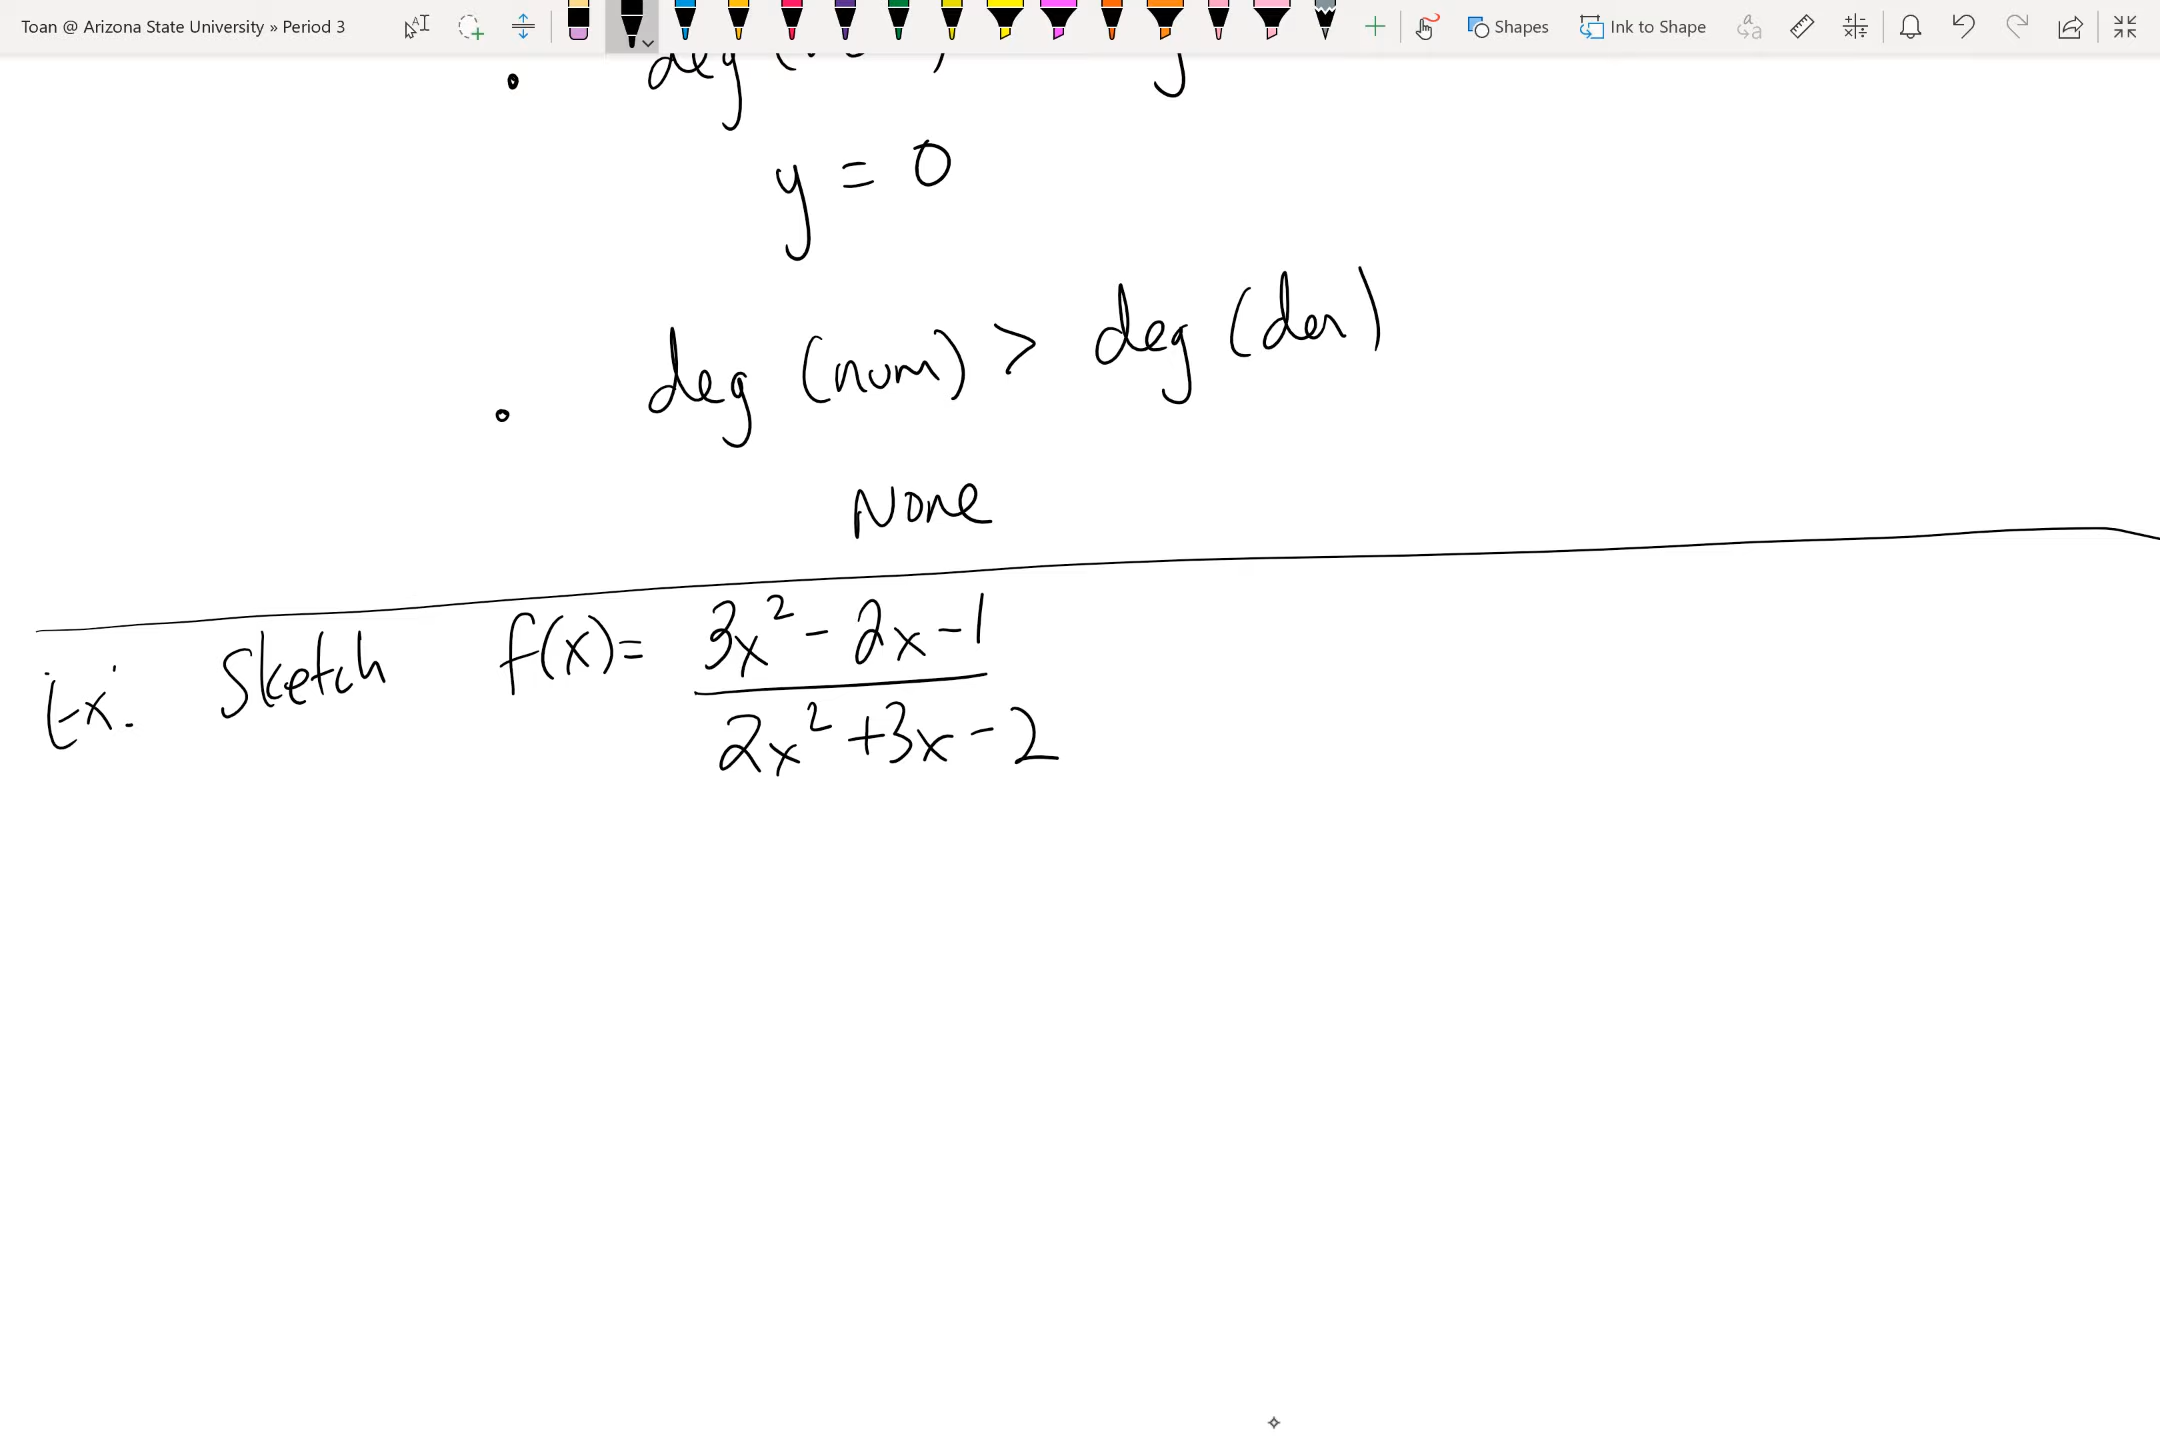 Toan @ Arizona State University » Period 3 Shapes Ink to Shape
• deg
y = 0
• deg (num) > deg (den)
None
Ex: Sketch f(x) = 3x² - 2x - 1
2x² + 3x - 2